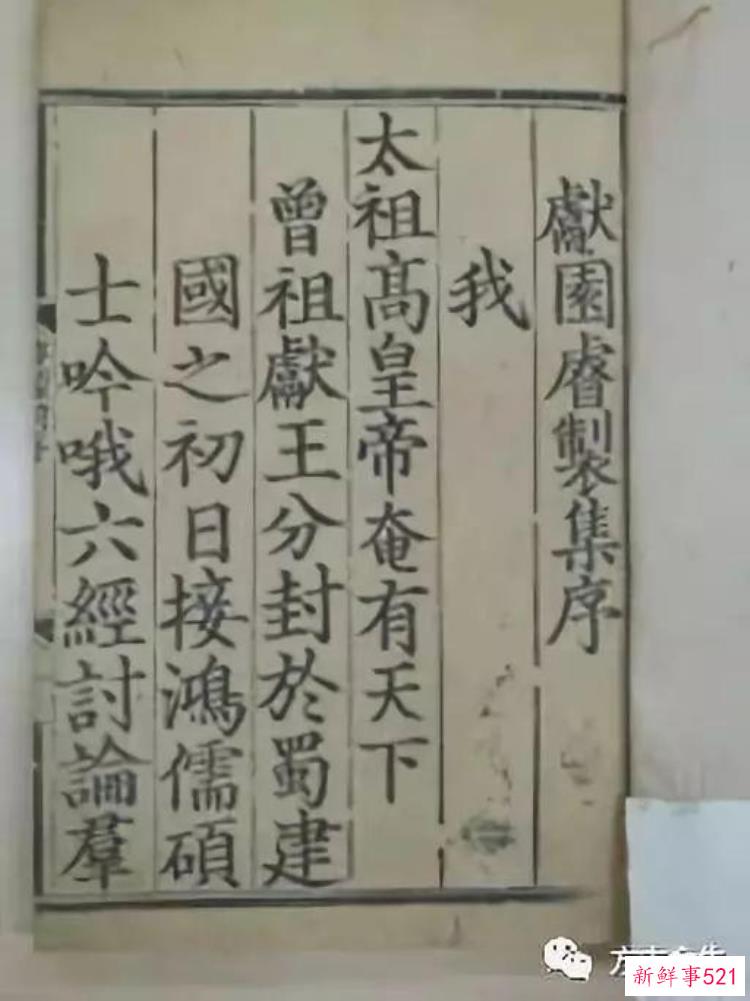 獻園睿製集序
我
太祖髙皇帝奄有天下
曾祖獻王分封於蜀建
國之初日接鴻儒碩
士吟哦六經討論羣
新鮮事521